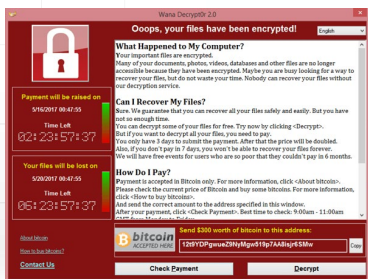 Wana Decrypt0r 2.0
Ooops, your files have been encrypted!
English
Payment will be raised on
5/16/2017 00:47:55
Time Left
02:23:57:37
Your files will be lost on
5/20/2017 00:47:55
Time Left
06:23:57:37
About bitcoin
How to buy bitcoins?
Contact Us
What Happened to My Computer?
Your important files are encrypted.
Many of your documents, photos, videos, databases and other files are no longer
accessible because they have been encrypted. Maybe you are busy looking for a way to
recover your files, but do not waste your time. Nobody can recover your files without
our decryption service.
Can I Recover My Files?
Sure. We guarantee that you can recover all your files safely and easily. But you have
not so enough time.
You can decrypt some of your files for free. Try now by clicking <Decrypt>.
But if you want to decrypt all your files, you need to pay.
You only have 3 days to submit the payment. After that the price will be doubled.
Also, if you don't pay in 7 days, you won't be able to recover your files forever.
We will have free events for users who are so poor that they couldn't pay in 6 months.
How Do I Pay?
Payment is accepted in Bitcoin only. For more information, click <About bitcoin>.
Please check the current price of Bitcoin and buy some bitcoins. For more information,
click <How to buy bitcoins>.
And send the correct amount to the address specified in this window.
After your payment, click <Check Payment>. Best time to check: 9:00am - 11:00am
bitcoin
ACCEPTED HERE
Send $300 worth of bitcoin to this address:
12t9YDPgwueZ9NyMgw519p7AA8isjr6SMw
Copy
Check Payment
Decrypt